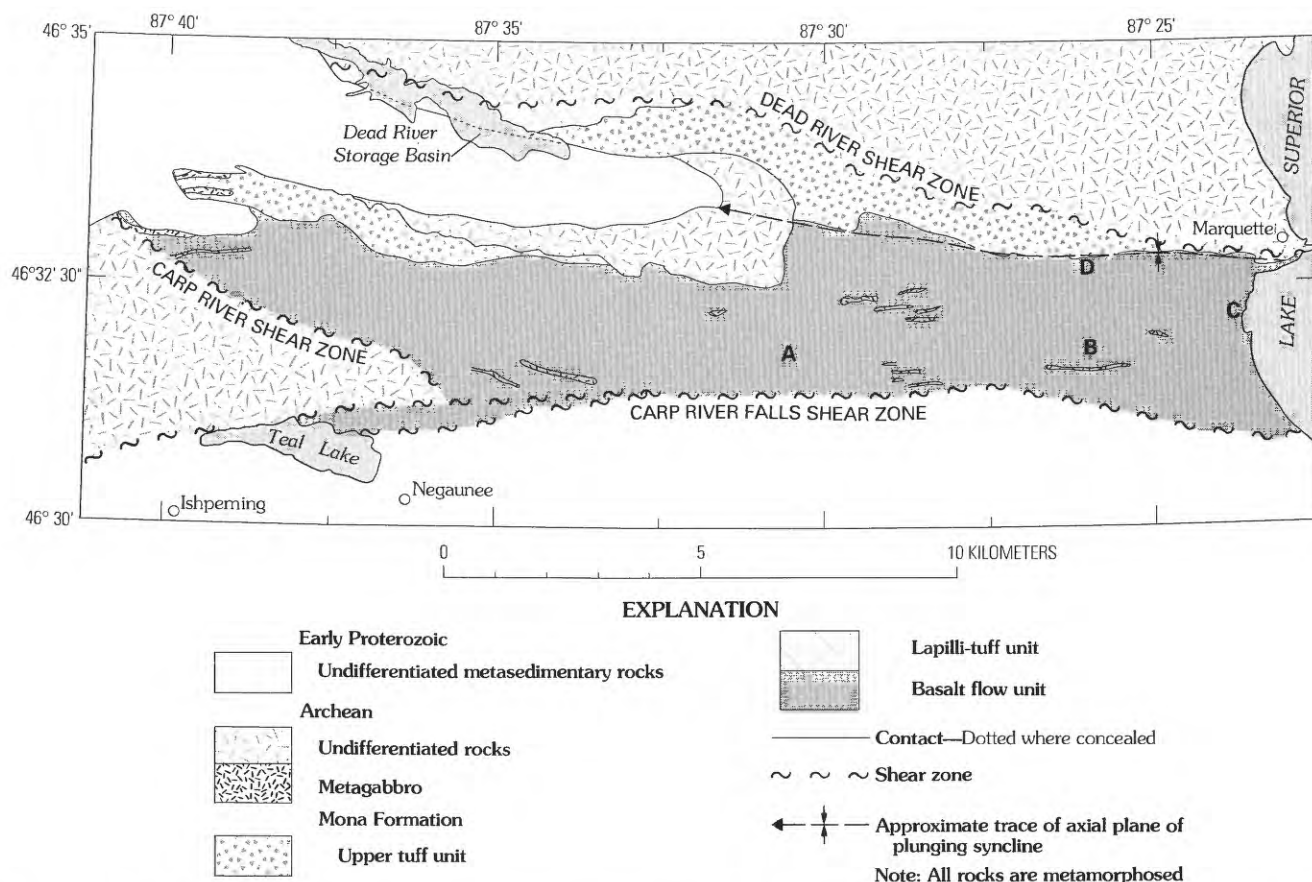 87° 40'
87° 35'
87° 30'
87° 25'
46° 35'
SUPERIOR
DEAD RIVER SHEAR ZONE
Dead River
Storage Basin
Marquette
46° 32' 30"
CARP RIVER SHEAR ZONE
D
C
LAKE
A
B
CARP RIVER FALLS SHEAR ZONE
Teal Lake
Negaunee
Ishpeming
46° 30'
0
5
10 KILOMETERS
EXPLANATION
Early Proterozoic
Undifferentiated metasedimentary rocks
Archean
Undifferentiated rocks
Metagabbro
Mona Formation
Upper tuff unit
Lapilli-tuff unit
Basalt flow unit
Contact—Dotted where concealed
Shear zone
Approximate trace of axial plane of
plunging syncline
Note: All rocks are metamorphosed